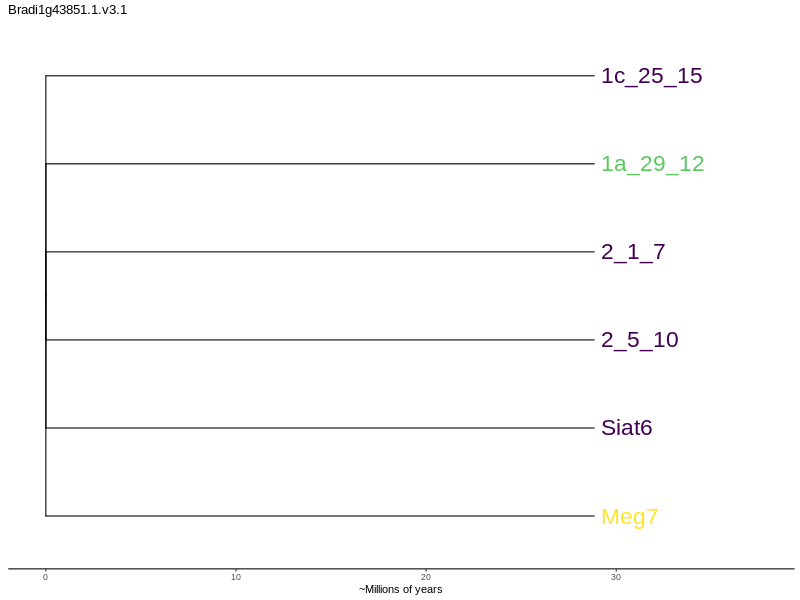 Bradi1g43851.1.v3.1
1c_25_15
1a_29_12
2_1_7
2_5_10
Siat6
Meg7
0 10 20 30
~Millions of years